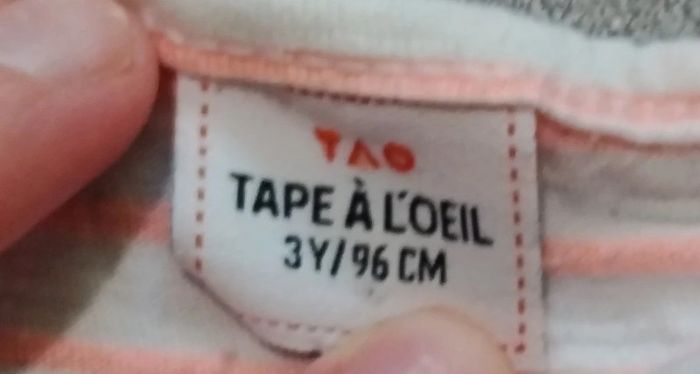 TAO
TAPE À L'OEIL
3Y/96 CM